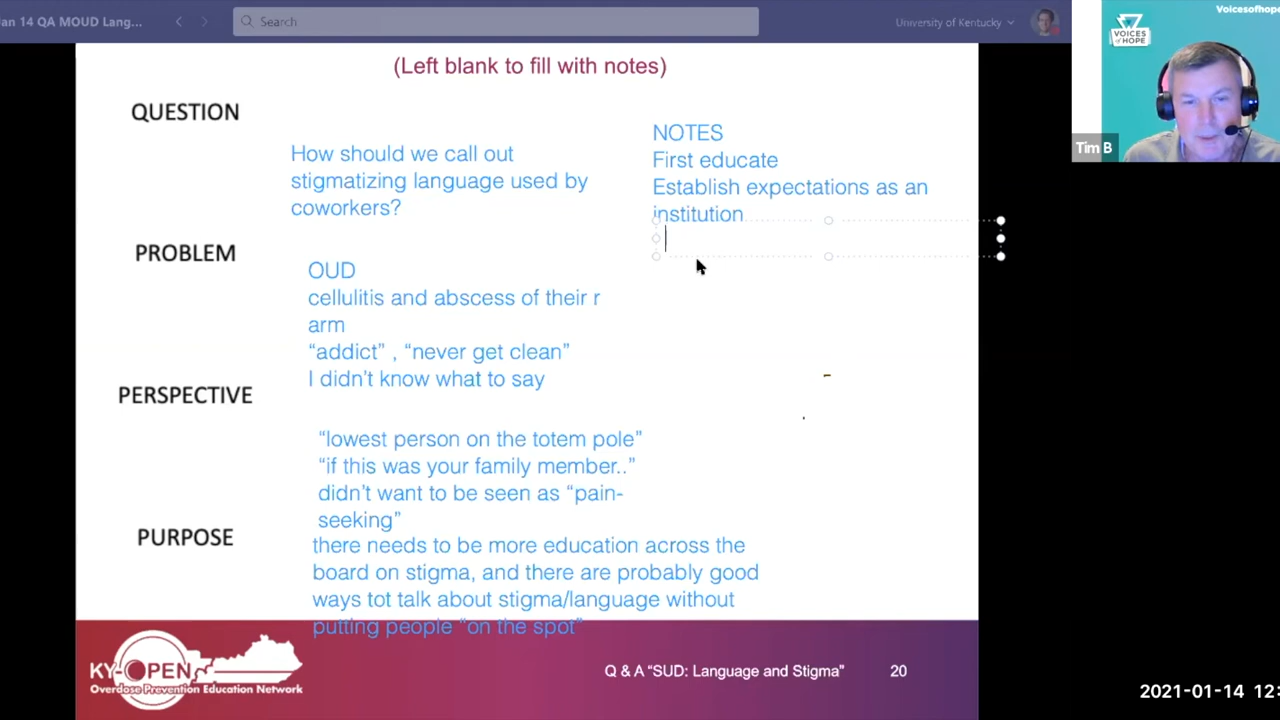 an 14 QA MOUD Lang...
Search
University of Kentucky
Voicesofhope
VOICES
of HOPE
Tim B
(Left blank to fill with notes)
QUESTION
How should we call out
stigmatizing language used by
coworkers?
NOTES
First educate
Establish expectations as an
institution
PROBLEM
OUD
cellulitis and abscess of their r
arm
“addict” , “never get clean”
I didn’t know what to say
PERSPECTIVE
“lowest person on the totem pole”
“if this was your family member..”
didn’t want to be seen as “pain-
seeking”
PURPOSE
there needs to be more education across the
board on stigma, and there are probably good
ways tot talk about stigma/language without
putting people “on the spot”
KY-OPEN
Overdose Prevention Education Network
Q & A “SUD: Language and Stigma”
20
2021-01-14 12: